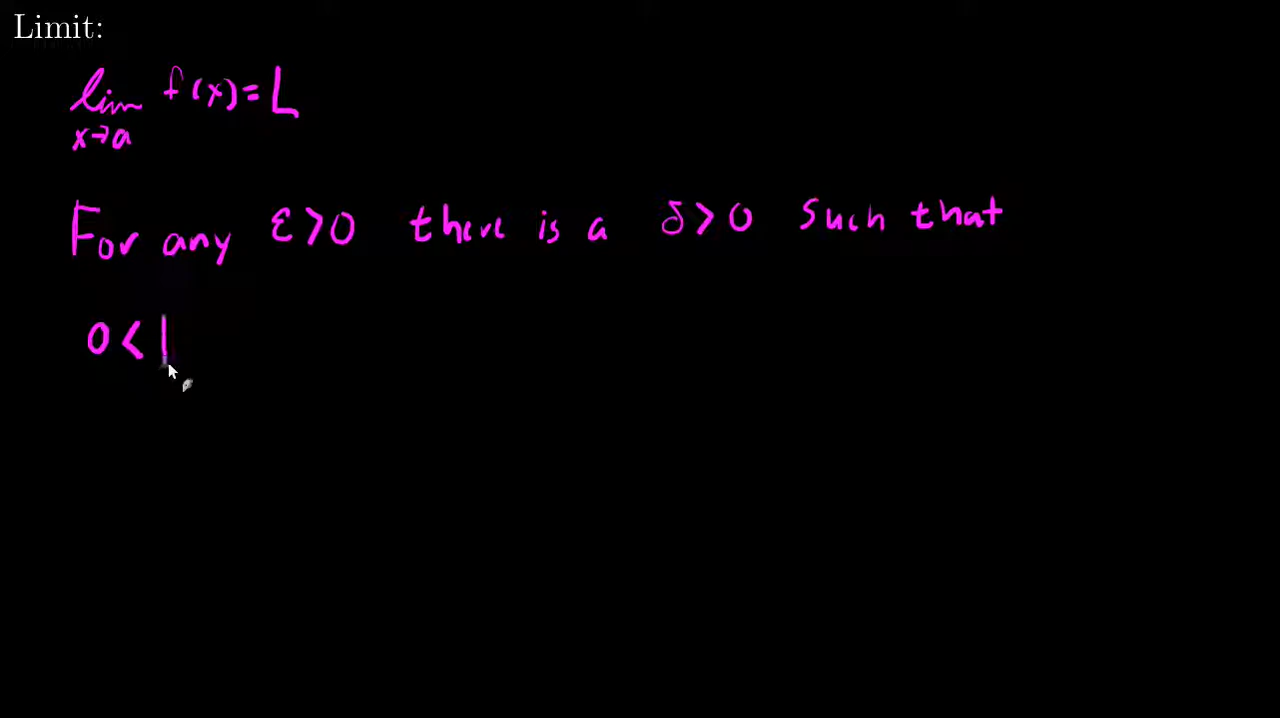 Limit:
lim f(x)=L
x→a
For any ε>0 there is a δ>0 such that
0<|